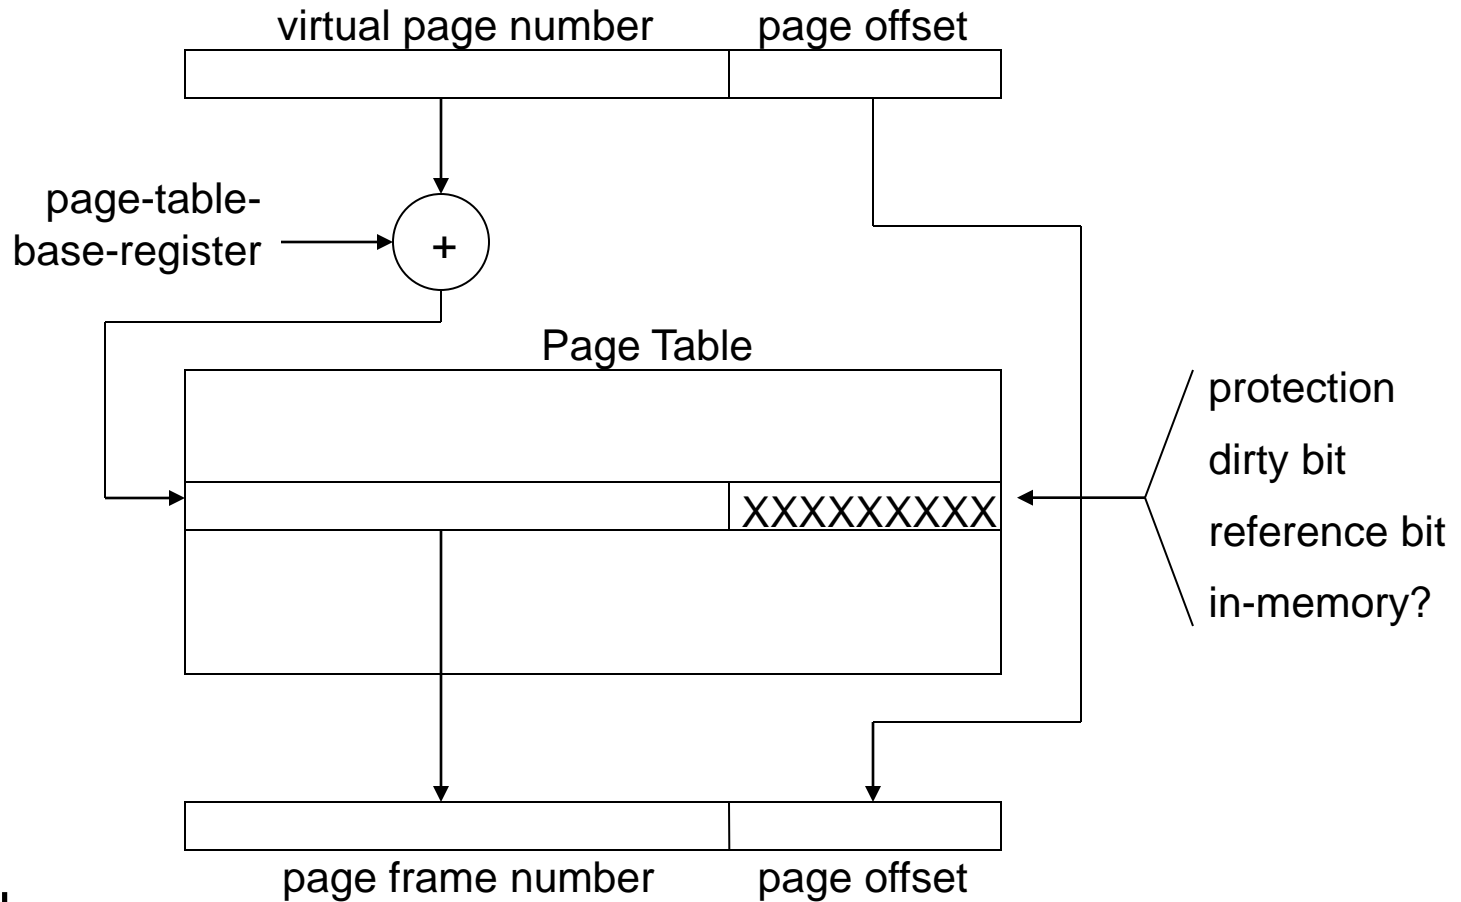 virtual page number
page offset
page-table-
base-register
+
Page Table
XXXXXXXXX
protection
dirty bit
reference bit
in-memory?
page frame number
page offset